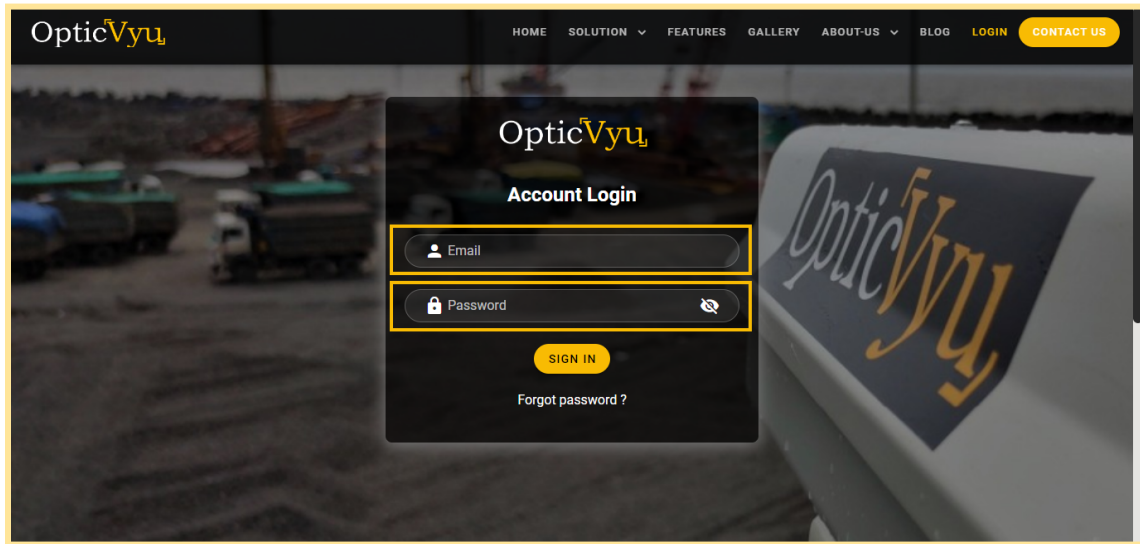 OpticVyu
HOME SOLUTION FEATURES GALLERY ABOUT-US BLOG LOGIN CONTACT US
OpticVyu
Account Login
Email
Password
SIGN IN
Forgot password ?
OpticVyu